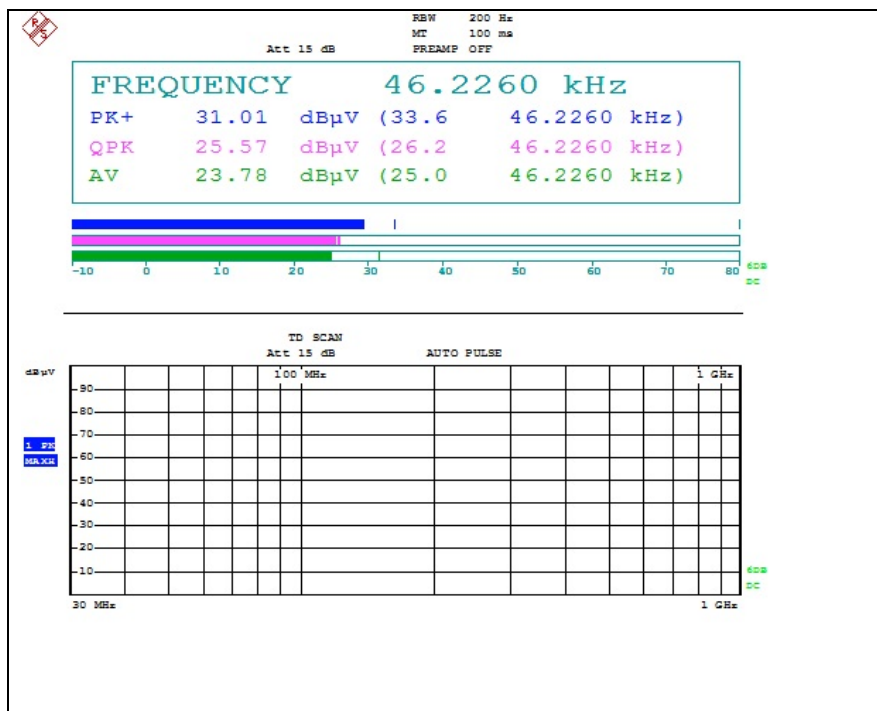 R S
RBW 200 Hz
MT 100 ms
Att 15 dB PREAMP OFF
FREQUENCY 46.2260 kHz
PK+ 31.01 dBµV (33.6 46.2260 kHz)
QPK 25.57 dBµV (26.2 46.2260 kHz)
AV 23.78 dBµV (25.0 46.2260 kHz)
-10 0 10 20 30 40 50 60 70 80
6DB
DC
TD SCAN
Att 15 dB AUTO PULSE
dBµV
100 MHz 1 GHz
90
80
70
1 PK
MAXH
60
50
40
30
20
10
6DB
DC
30 MHz 1 GHz